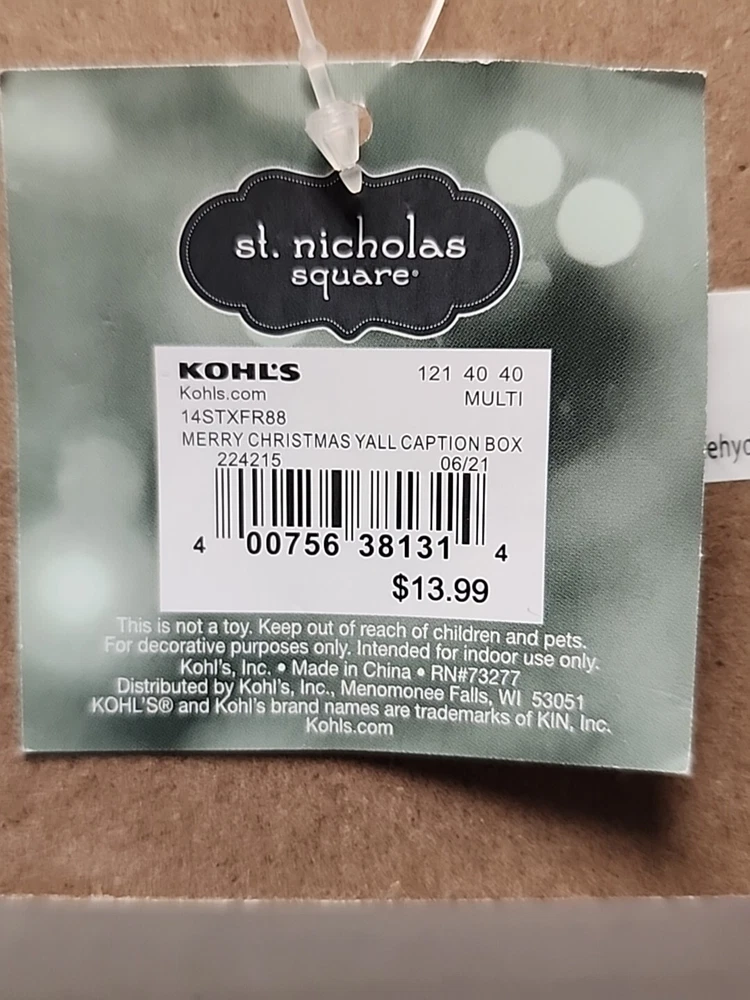 st. nicholas
square®
KOHL'S
121 40 40
Kohls.com
MULTI
14STXFR88
MERRY CHRISTMAS YALL CAPTION BOX
224215
06/21
4 00756 38131 4
$13.99
This is not a toy. Keep out of reach of children and pets.
For decorative purposes only. Intended for indoor use only.
Kohl's, Inc. • Made in China • RN#73277
Distributed by Kohl's, Inc., Menomonee Falls, WI 53051
KOHL'S® and Kohl's brand names are trademarks of KIN, Inc.
Kohls.com